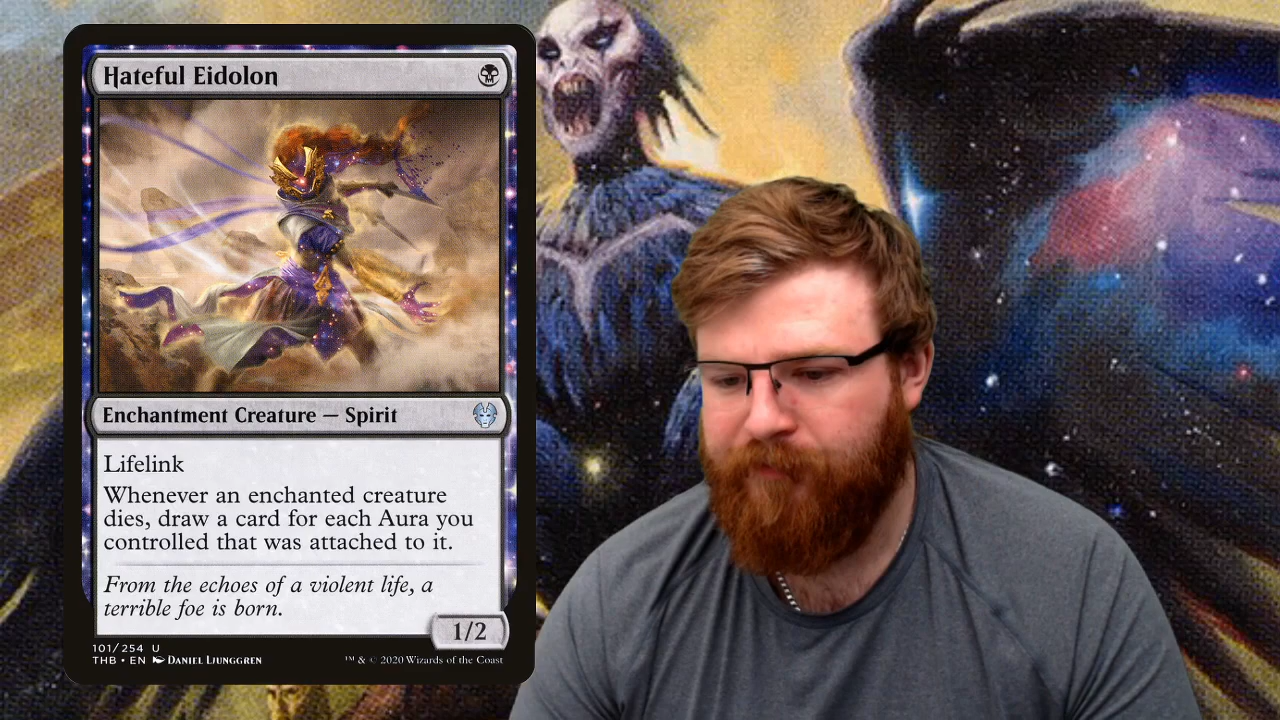 Hateful Eidolon
Enchantment Creature — Spirit
Lifelink
Whenever an enchanted creature
dies, draw a card for each Aura you
controlled that was attached to it.
From the echoes of a violent life, a
terrible foe is born.
1/2
101/254 U
THB • EN DANIEL LJUNGGREN
™ & © 2020 Wizards of the Coast